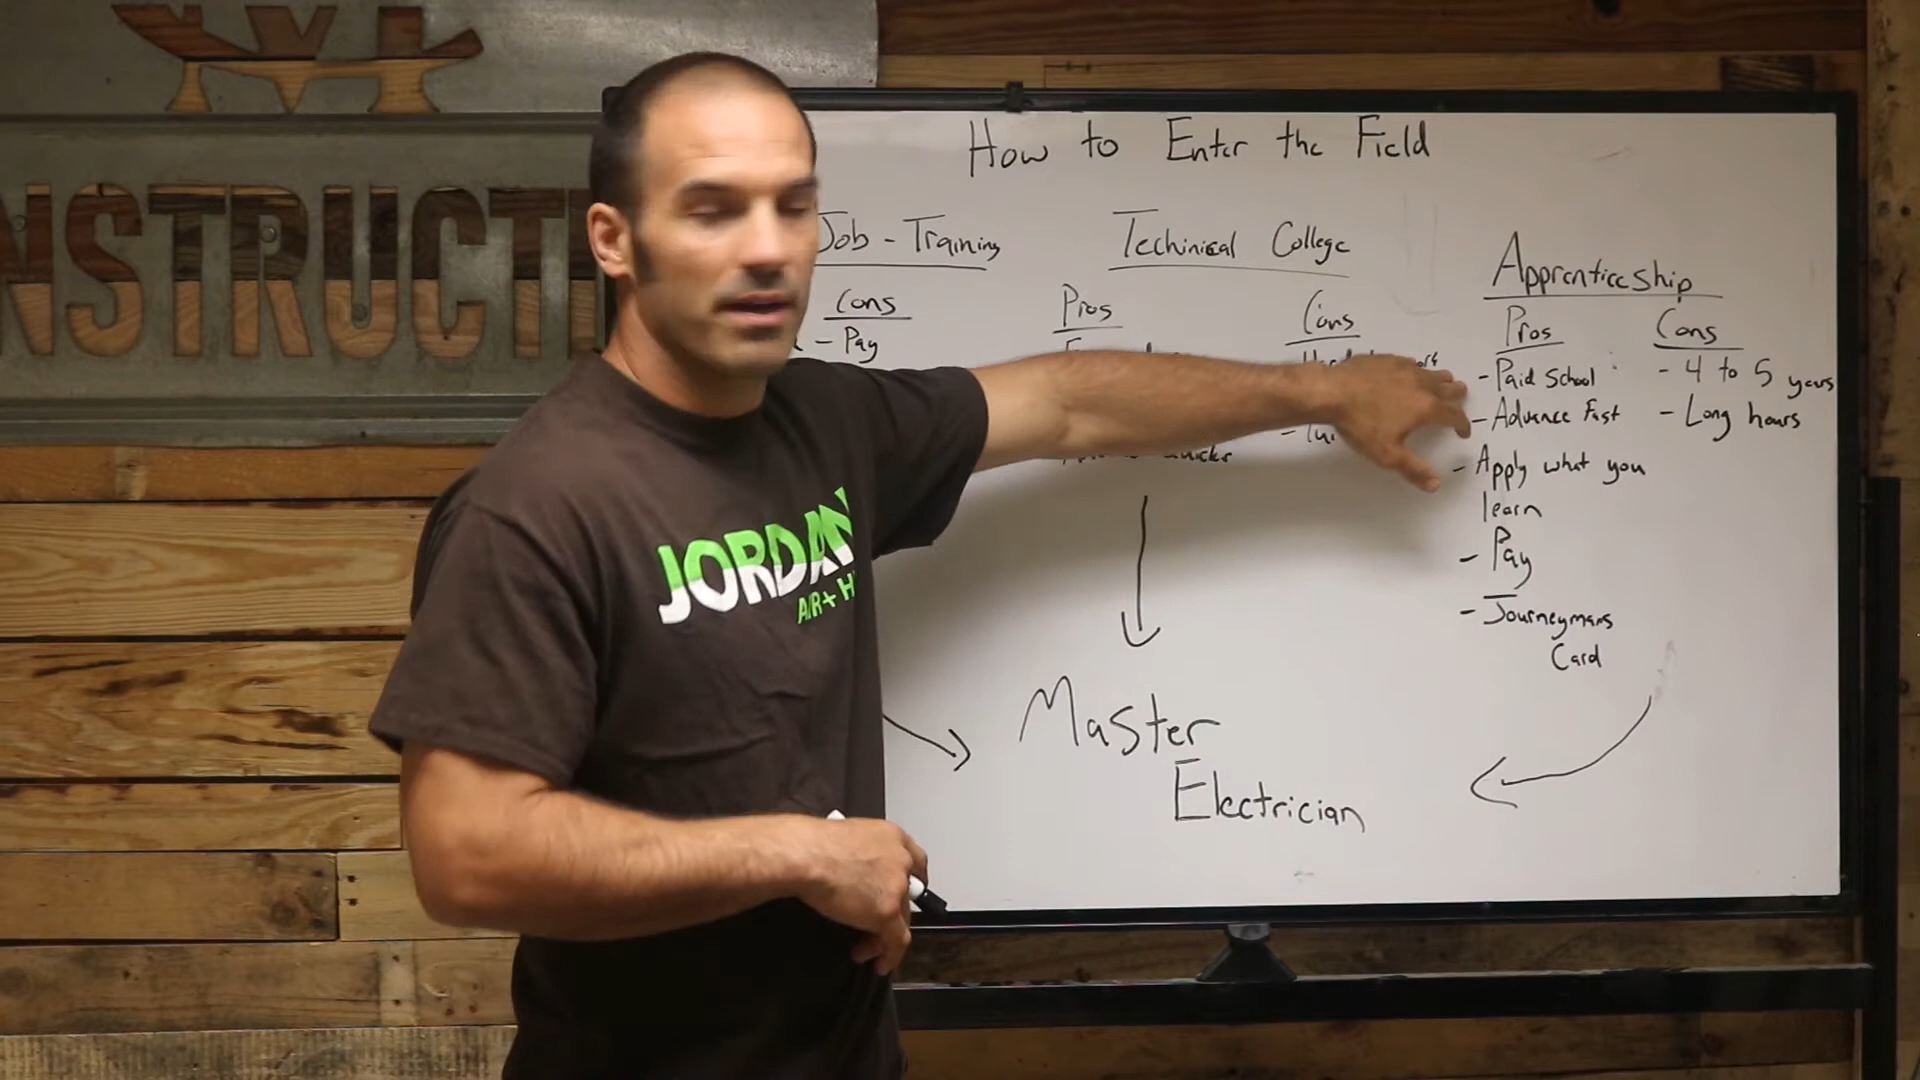 NSTRUCTI
How to Enter the Field
Job - Training
Cons
- Pay
Techinical College
Pros
Cons
Apprenticeship
Pros
- Paid School
- Advance Fast
- Apply what you
learn
- Pay
- Journeymans
Card
Cons
- 4 to 5 years
- Long hours
Master
Electrician
JORDAN
AIR + H